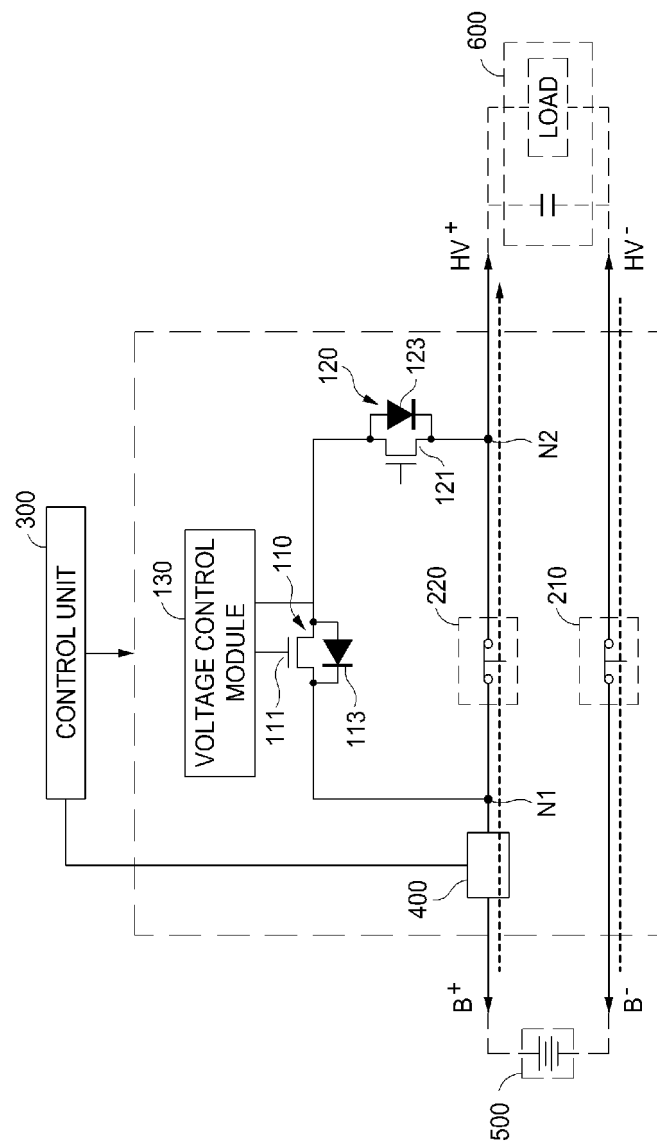 300
CONTROL UNIT
130
VOLTAGE CONTROL
MODULE
110
111
113
120
123
121
600
LOAD
HV+
HV-
N2
220
210
N1
400
B+
B-
500